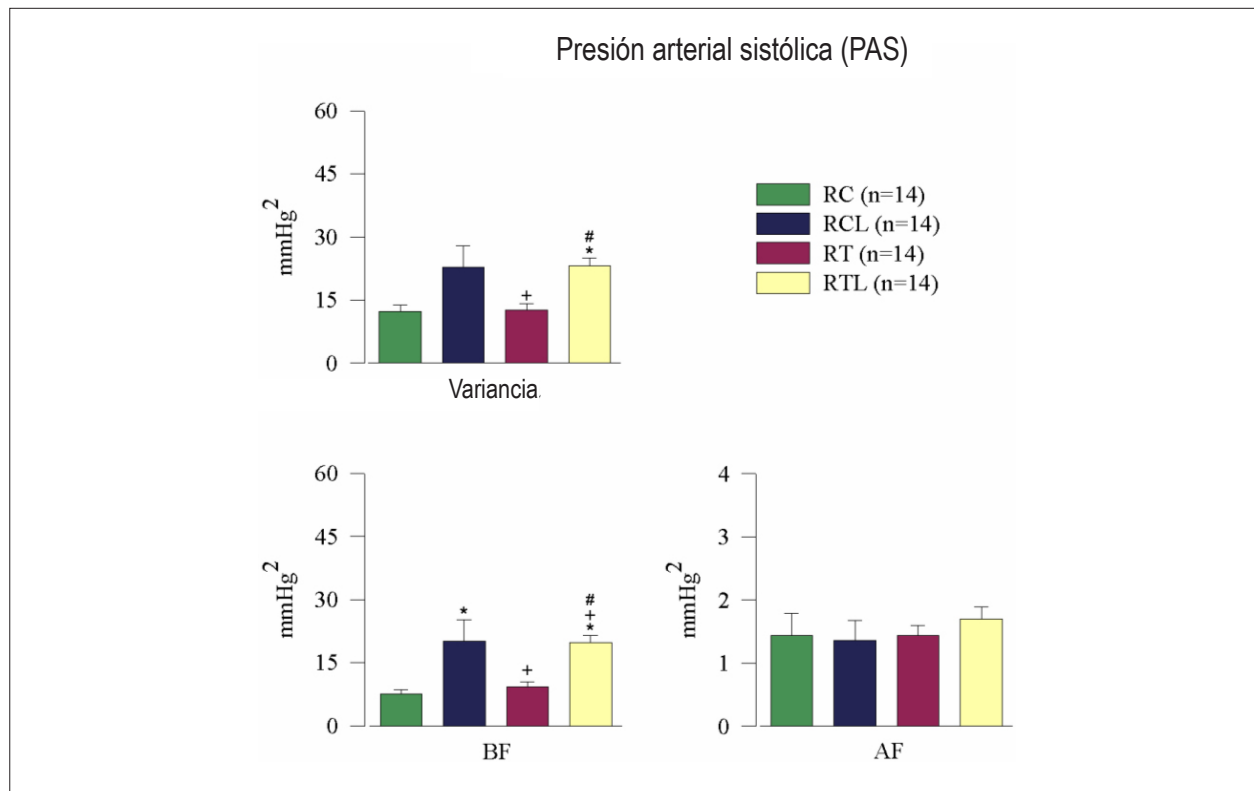 Presión arterial sistólica (PAS)
60
45
30
15
0
mmHg²
+
#
*
Variancia
RC (n=14)
RCL (n=14)
RT (n=14)
RTL (n=14)
60
45
30
15
0
mmHg²
*
+
#
+
*
BF
4
3
2
1
0
mmHg²
AF